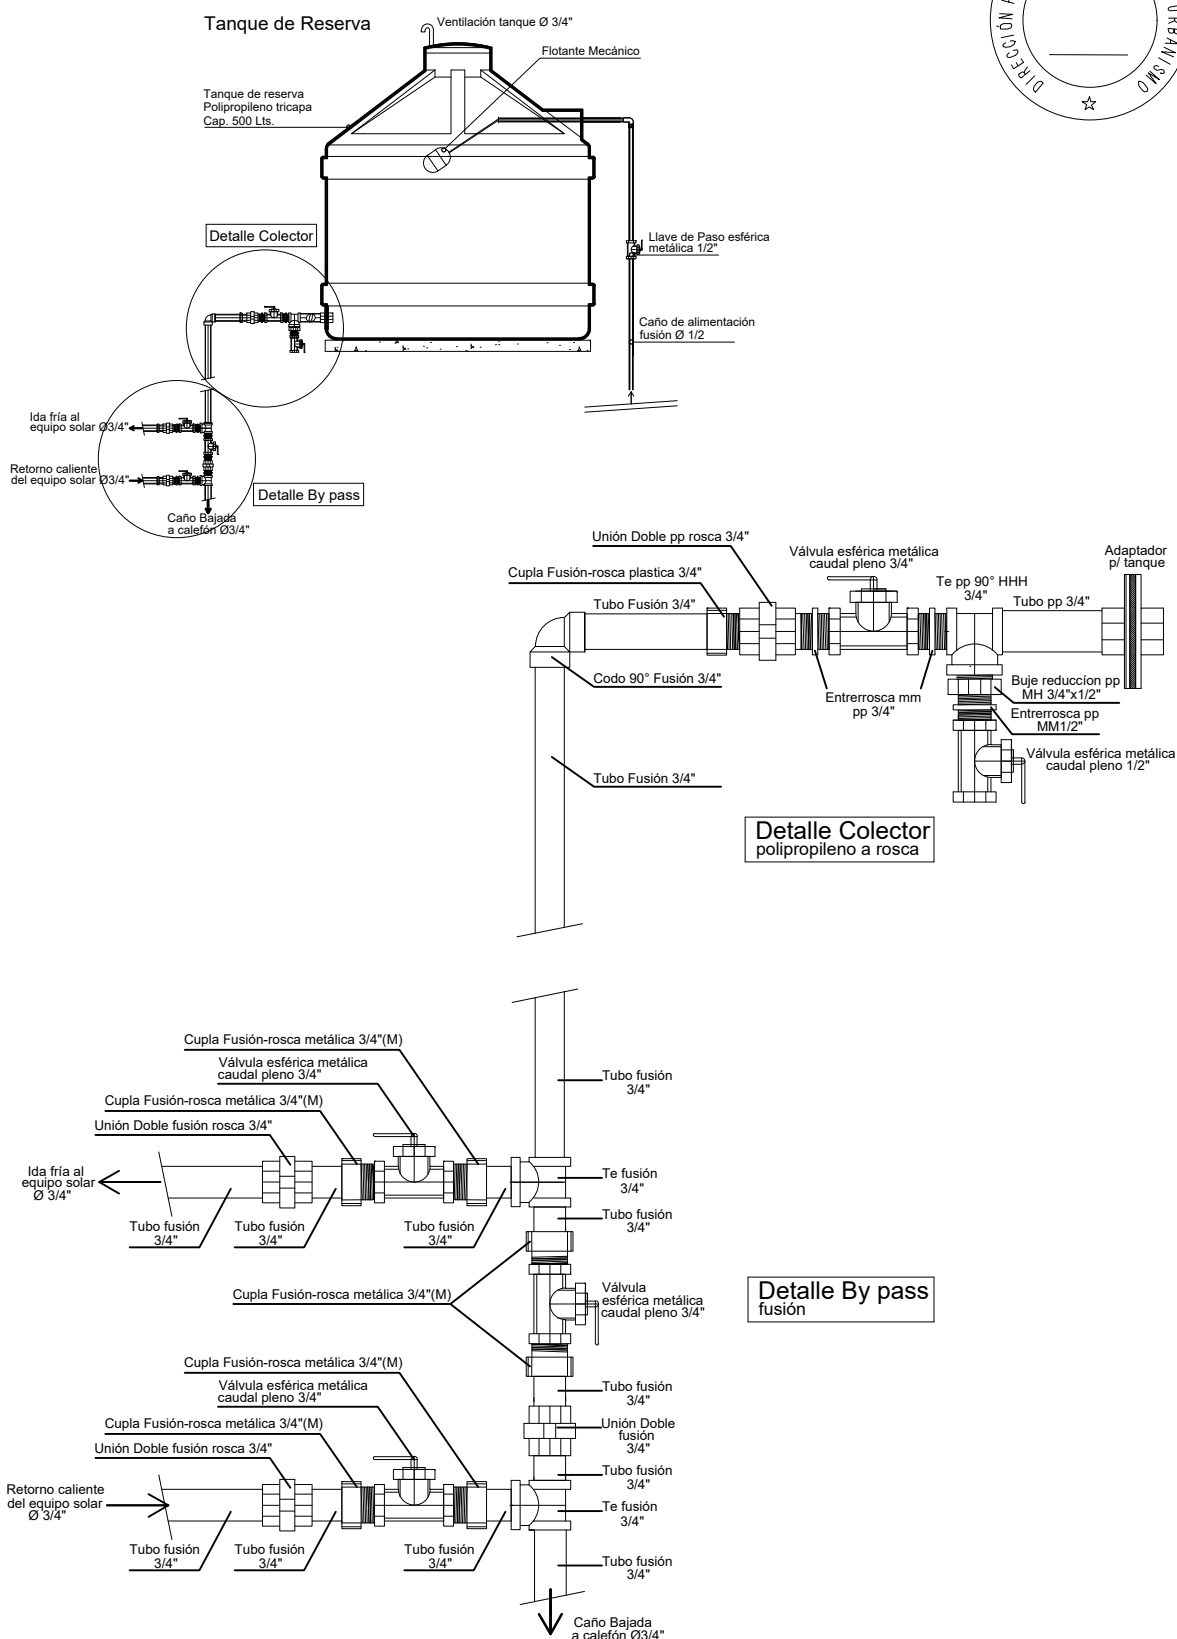 Tanque de Reserva
Ventilación tanque Ø 3/4"
Flotante Mecánico
Tanque de reserva
Polipropileno tricapa
Cap. 500 Lts.
DIRECCIÓN
URBANISMO
Detalle Colector
Llave de Paso esférica
metálica 1/2"
Caño de alimentación
fusión Ø 1/2
Ida fría al
equipo solar Ø3/4"
Retorno caliente
del equipo solar Ø3/4"
Detalle By pass
Caño Bajada
a calefón Ø3/4"
Unión Doble pp rosca 3/4"
Válvula esférica metálica
caudal pleno 3/4"
Adaptador
p/ tanque
Cupla Fusión-rosca plastica 3/4"
Te pp 90° HHH
3/4"
Tubo Fusión 3/4"
Tubo pp 3/4"
Codo 90° Fusión 3/4"
Entrerrosca mm
pp 3/4"
Buje reduccíon pp
MH 3/4"x1/2"
Entrerrosca pp
MM1/2"
Válvula esférica metálica
caudal pleno 1/2"
Tubo Fusión 3/4"
Detalle Colector
polipropileno a rosca
Cupla Fusión-rosca metálica 3/4"(M)
Válvula esférica metálica
caudal pleno 3/4"
Cupla Fusión-rosca metálica 3/4"(M)
Unión Doble fusión rosca 3/4"
Tubo fusión
3/4"
Ida fría al
equipo solar
Ø 3/4"
Te fusión
3/4"
Tubo fusión
3/4"
Tubo fusión
3/4"
Tubo fusión
3/4"
Tubo fusión
3/4"
Cupla Fusión-rosca metálica 3/4"(M)
Válvula
esférica metálica
caudal pleno 3/4"
Detalle By pass
fusión
Cupla Fusión-rosca metálica 3/4"(M)
Válvula esférica metálica
caudal pleno 3/4"
Cupla Fusión-rosca metálica 3/4"(M)
Unión Doble fusión rosca 3/4"
Tubo fusión
3/4"
Unión Doble
fusión
3/4"
Tubo fusión
3/4"
Retorno caliente
del equipo solar
Ø 3/4"
Te fusión
3/4"
Tubo fusión
3/4"
Tubo fusión
3/4"
Tubo fusión
3/4"
Tubo fusión
3/4"
Caño Bajada
a calefón Ø3/4"